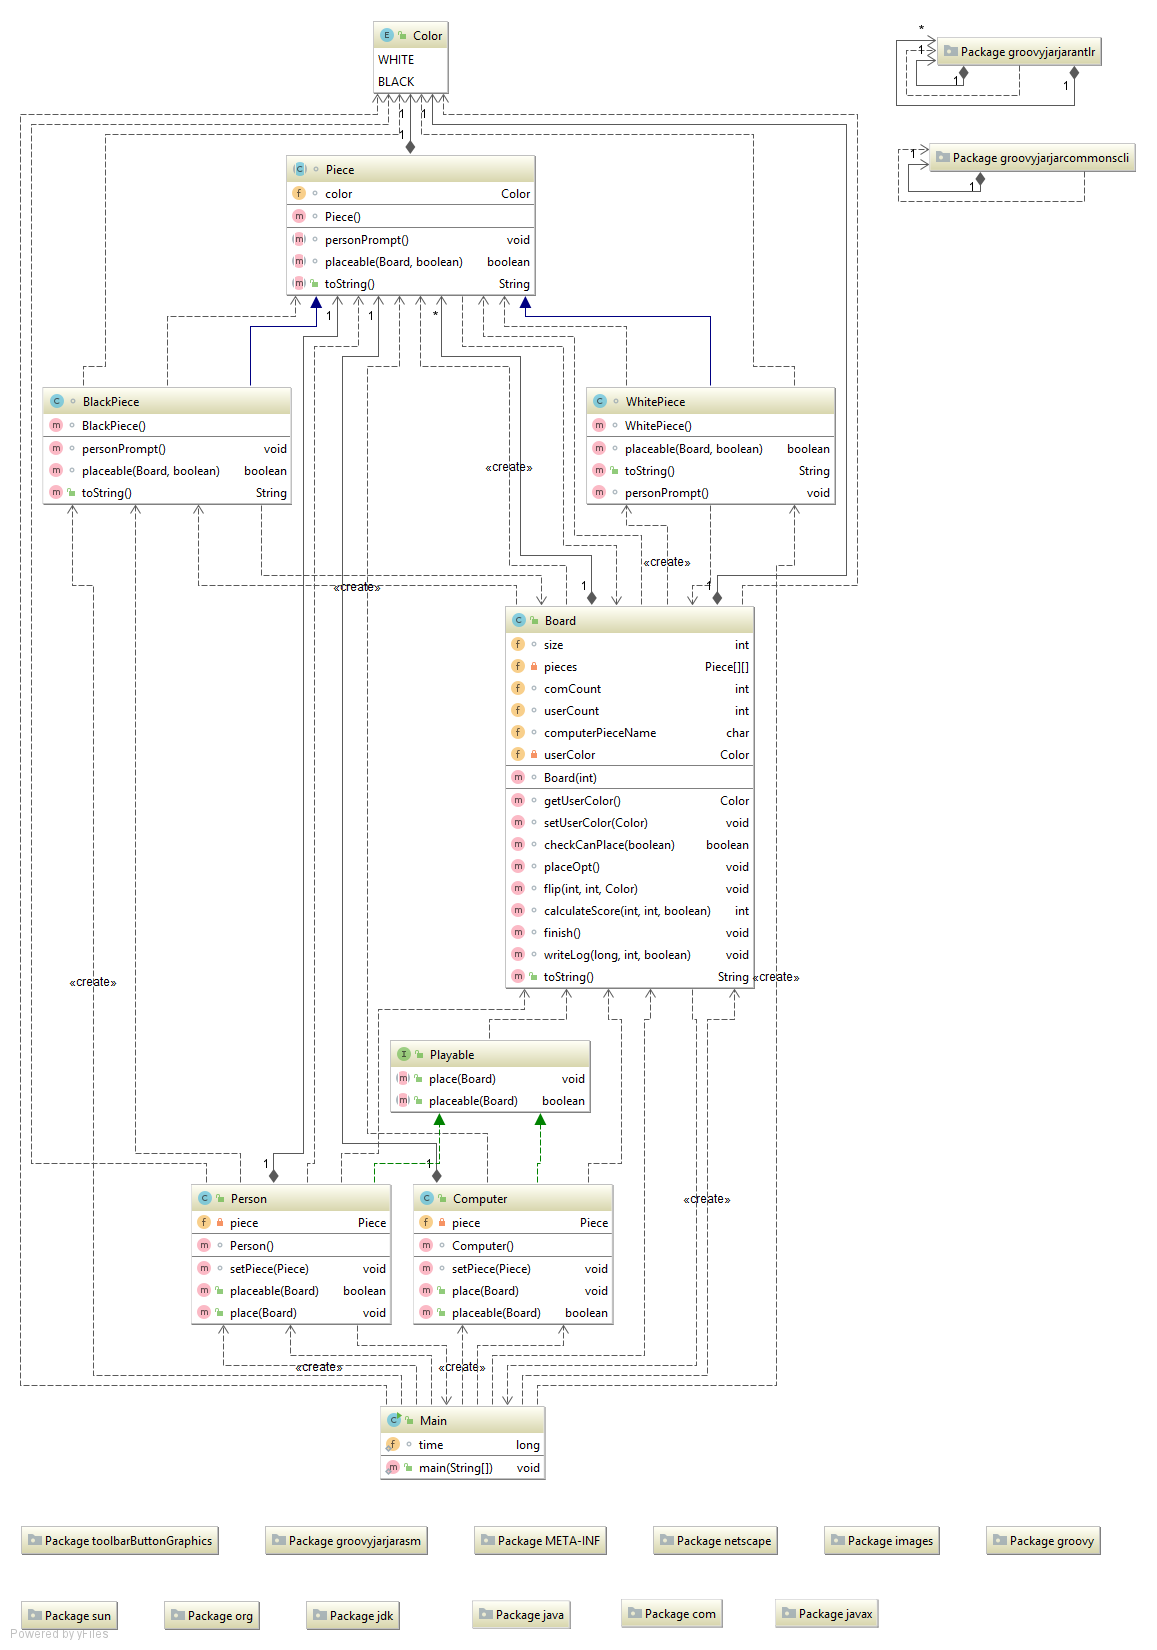 Color
WHITE
BLACK
*
1
1
1
Package groovyjarjarantlr
1
1
Package groovyjarjarcommonscli
1
1
1
1
Piece
color Color
Piece()
personPrompt() void
placeable(Board, boolean) boolean
toString() String
1
1
*
BlackPiece
BlackPiece()
personPrompt() void
placeable(Board, boolean) boolean
toString() String
WhitePiece
WhitePiece()
placeable(Board, boolean) boolean
toString() String
personPrompt() void
«create»
«create»
«create»
1
1
Board
size int
pieces Piece[][]
comCount int
userCount int
computerPieceName char
userColor Color
Board(int)
getUserColor() Color
setUserColor(Color) void
checkCanPlace(boolean) boolean
placeOpt() void
flip(int, int, Color) void
calculateScore(int, int, boolean) int
finish() void
writeLog(long, int, boolean) void
toString() String
«create»
«create»
Playable
place(Board) void
placeable(Board) boolean
1
1
«create»
Person
piece Piece
Person()
setPiece(Piece) void
placeable(Board) boolean
place(Board) void
Computer
piece Piece
Computer()
setPiece(Piece) void
place(Board) void
placeable(Board) boolean
«create»
«create»
Main
time long
main(String[]) void
Package toolbarButtonGraphics
Package groovyjarjarasm
Package META-INF
Package netscape
Package images
Package groovy
Package sun
Package org
Package jdk
Package java
Package com
Package javax
Powered by yFiles